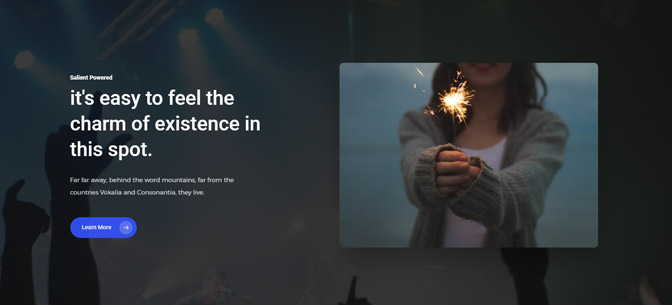 Salient Powered
it's easy to feel the
charm of existence in
this spot.
Far far away, behind the word mountains, far from the
countries Vokalia and Consonantia, they live.
Learn More